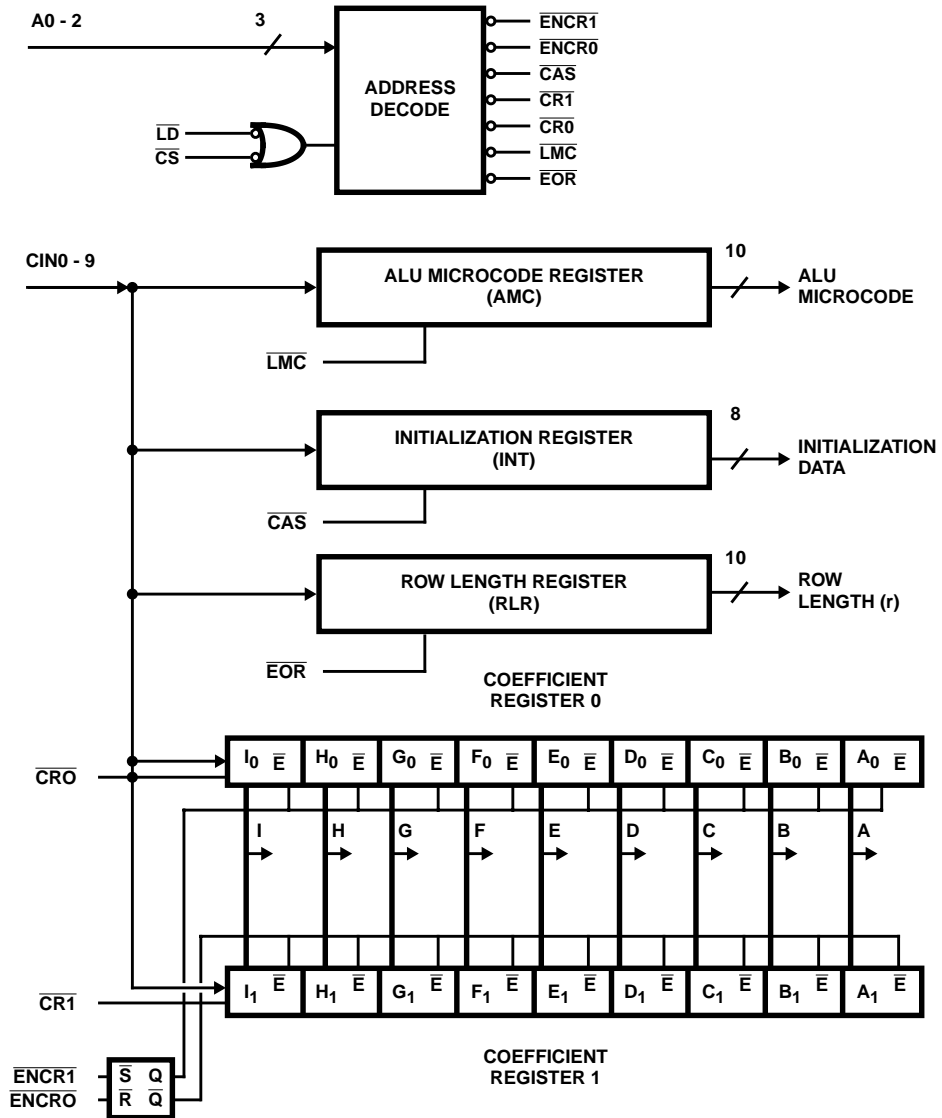 A0 - 2
3
ADDRESS
DECODE
ENCR1
ENCR0
CAS
CR1
CR0
LMC
EOR
LD
CS
CIN0 - 9
ALU MICROCODE REGISTER
(AMC)
10
ALU
MICROCODE
LMC
INITIALIZATION REGISTER
(INT)
8
INITIALIZATION
DATA
CAS
ROW LENGTH REGISTER
(RLR)
10
ROW
LENGTH (r)
EOR
COEFFICIENT
REGISTER 0
I0 E H0 E G0 E F0 E E0 E D0 E C0 E B0 E A0 E
CRO
I H G F E D C B A
I1 E H1 E G1 E F1 E E1 E D1 E C1 E B1 E A1 E
CR1
COEFFICIENT
REGISTER 1
ENCR1 S Q
ENCRO R Q